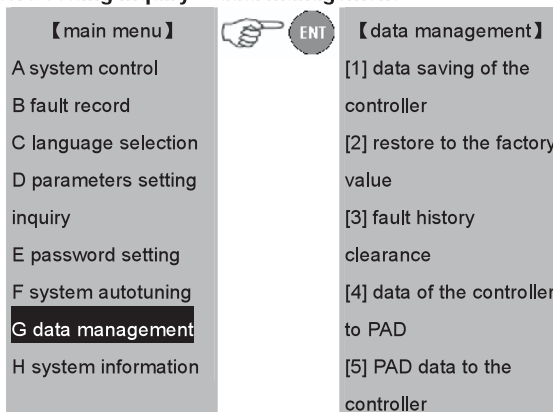 【main menu】
A system control
B fault record
C language selection
D parameters setting
inquiry
E password setting
F system autotuning
G data management
H system information
ENT
【data management】
[1] data saving of the
controller
[2] restore to the factory
value
[3] fault history
clearance
[4] data of the controller
to PAD
[5] PAD data to the
controller